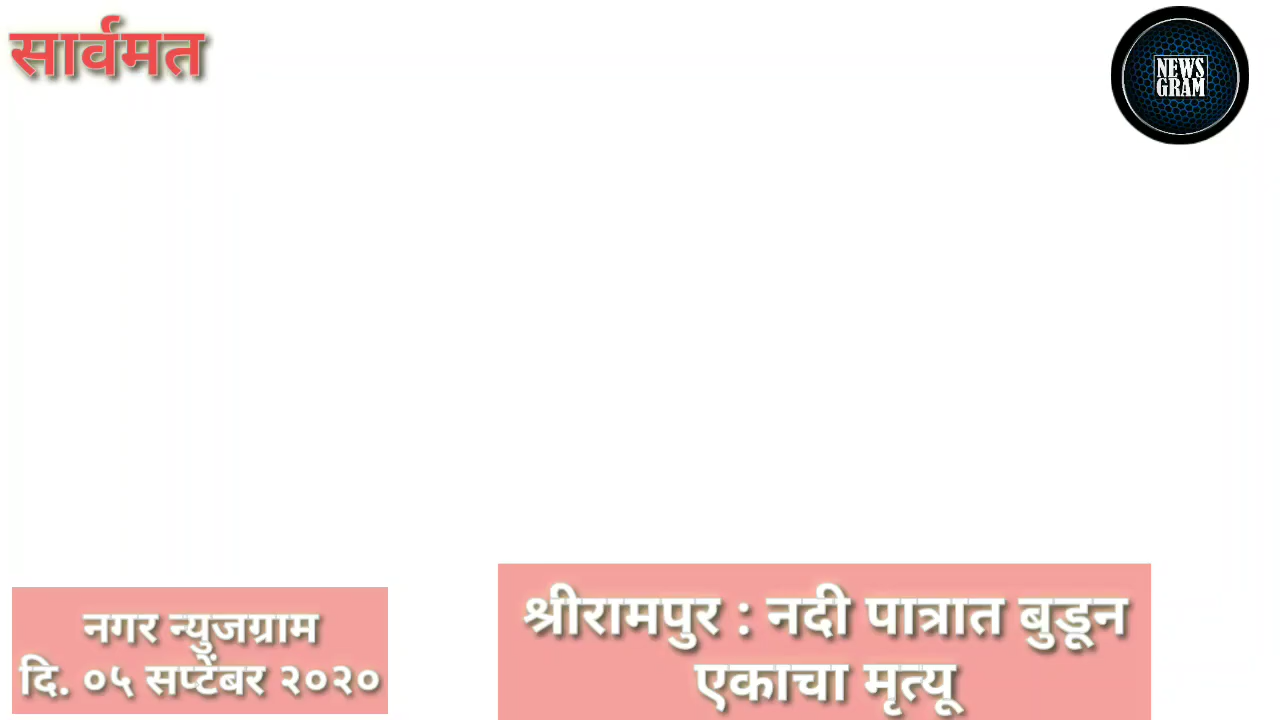 सार्वमत
NEWS
GRAM
नगर न्युजग्राम
दि. ०५ सप्टेंबर २०२०
श्रीरामपुर : नदी पात्रात बुडून
एकाचा मृत्यू